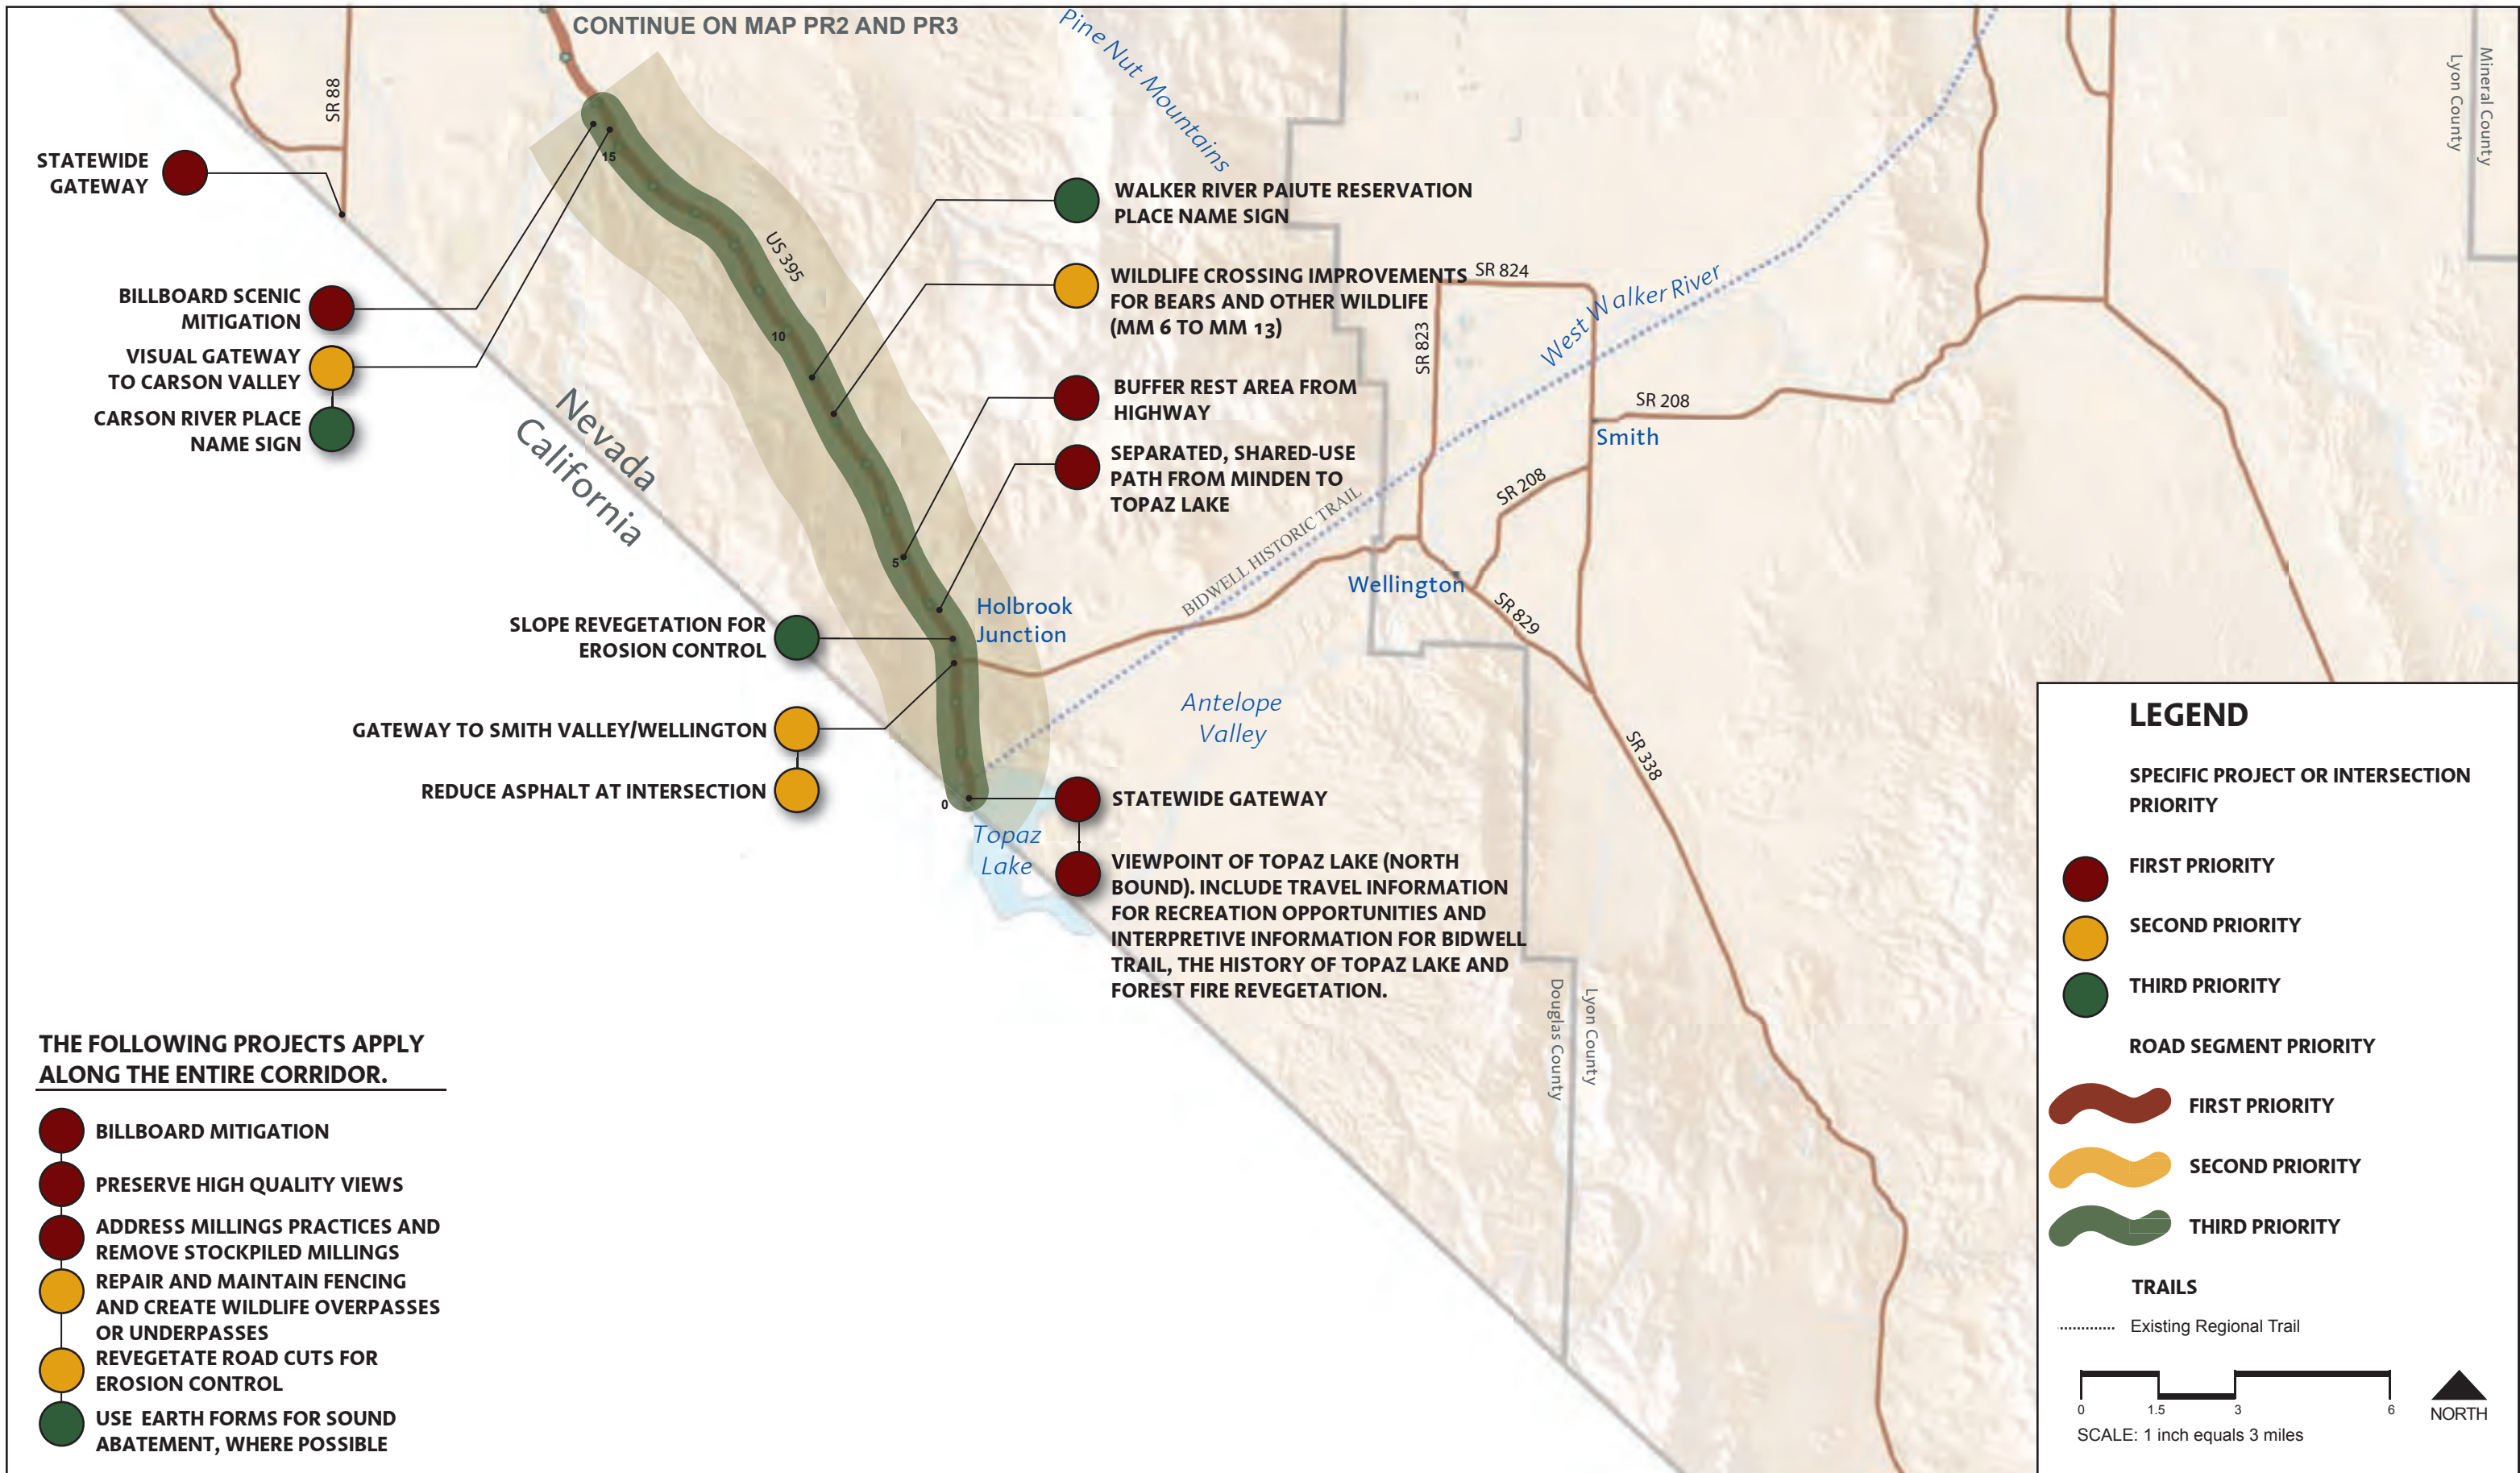 CONTINUE ON MAP PR2 AND PR3
SR 88
Pine Nut Mountains
Lyon County
Mineral County
STATEWIDE
GATEWAY
BILLBOARD SCENIC
MITIGATION
VISUAL GATEWAY
TO CARSON VALLEY
CARSON RIVER PLACE
NAME SIGN
15
US 395
10
5
0
Nevada
California
WALKER RIVER PAIUTE RESERVATION
PLACE NAME SIGN
WILDLIFE CROSSING IMPROVEMENTS
FOR BEARS AND OTHER WILDLIFE
(MM 6 TO MM 13)
BUFFER REST AREA FROM
HIGHWAY
SEPARATED, SHARED-USE
PATH FROM MINDEN TO
TOPAZ LAKE
SR 824
SR 823
West Walker River
SR 208
Smith
SR 208
BIDWELL HISTORIC TRAIL
Wellington
SR 829
Holbrook
Junction
SLOPE REVEGETATION FOR
EROSION CONTROL
GATEWAY TO SMITH VALLEY/WELLINGTON
REDUCE ASPHALT AT INTERSECTION
Antelope
Valley
SR 338
STATEWIDE GATEWAY
Topaz
Lake
VIEWPOINT OF TOPAZ LAKE (NORTH
BOUND). INCLUDE TRAVEL INFORMATION
FOR RECREATION OPPORTUNITIES AND
INTERPRETIVE INFORMATION FOR BIDWELL
TRAIL, THE HISTORY OF TOPAZ LAKE AND
FOREST FIRE REVEGETATION.
Douglas County
Lyon County
THE FOLLOWING PROJECTS APPLY
ALONG THE ENTIRE CORRIDOR.
BILLBOARD MITIGATION
PRESERVE HIGH QUALITY VIEWS
ADDRESS MILLINGS PRACTICES AND
REMOVE STOCKPILED MILLINGS
REPAIR AND MAINTAIN FENCING
AND CREATE WILDLIFE OVERPASSES
OR UNDERPASSES
REVEGETATE ROAD CUTS FOR
EROSION CONTROL
USE EARTH FORMS FOR SOUND
ABATEMENT, WHERE POSSIBLE
LEGEND
SPECIFIC PROJECT OR INTERSECTION
PRIORITY
FIRST PRIORITY
SECOND PRIORITY
THIRD PRIORITY
ROAD SEGMENT PRIORITY
FIRST PRIORITY
SECOND PRIORITY
THIRD PRIORITY
TRAILS
Existing Regional Trail
0 1.5 3 6
NORTH
SCALE: 1 inch equals 3 miles